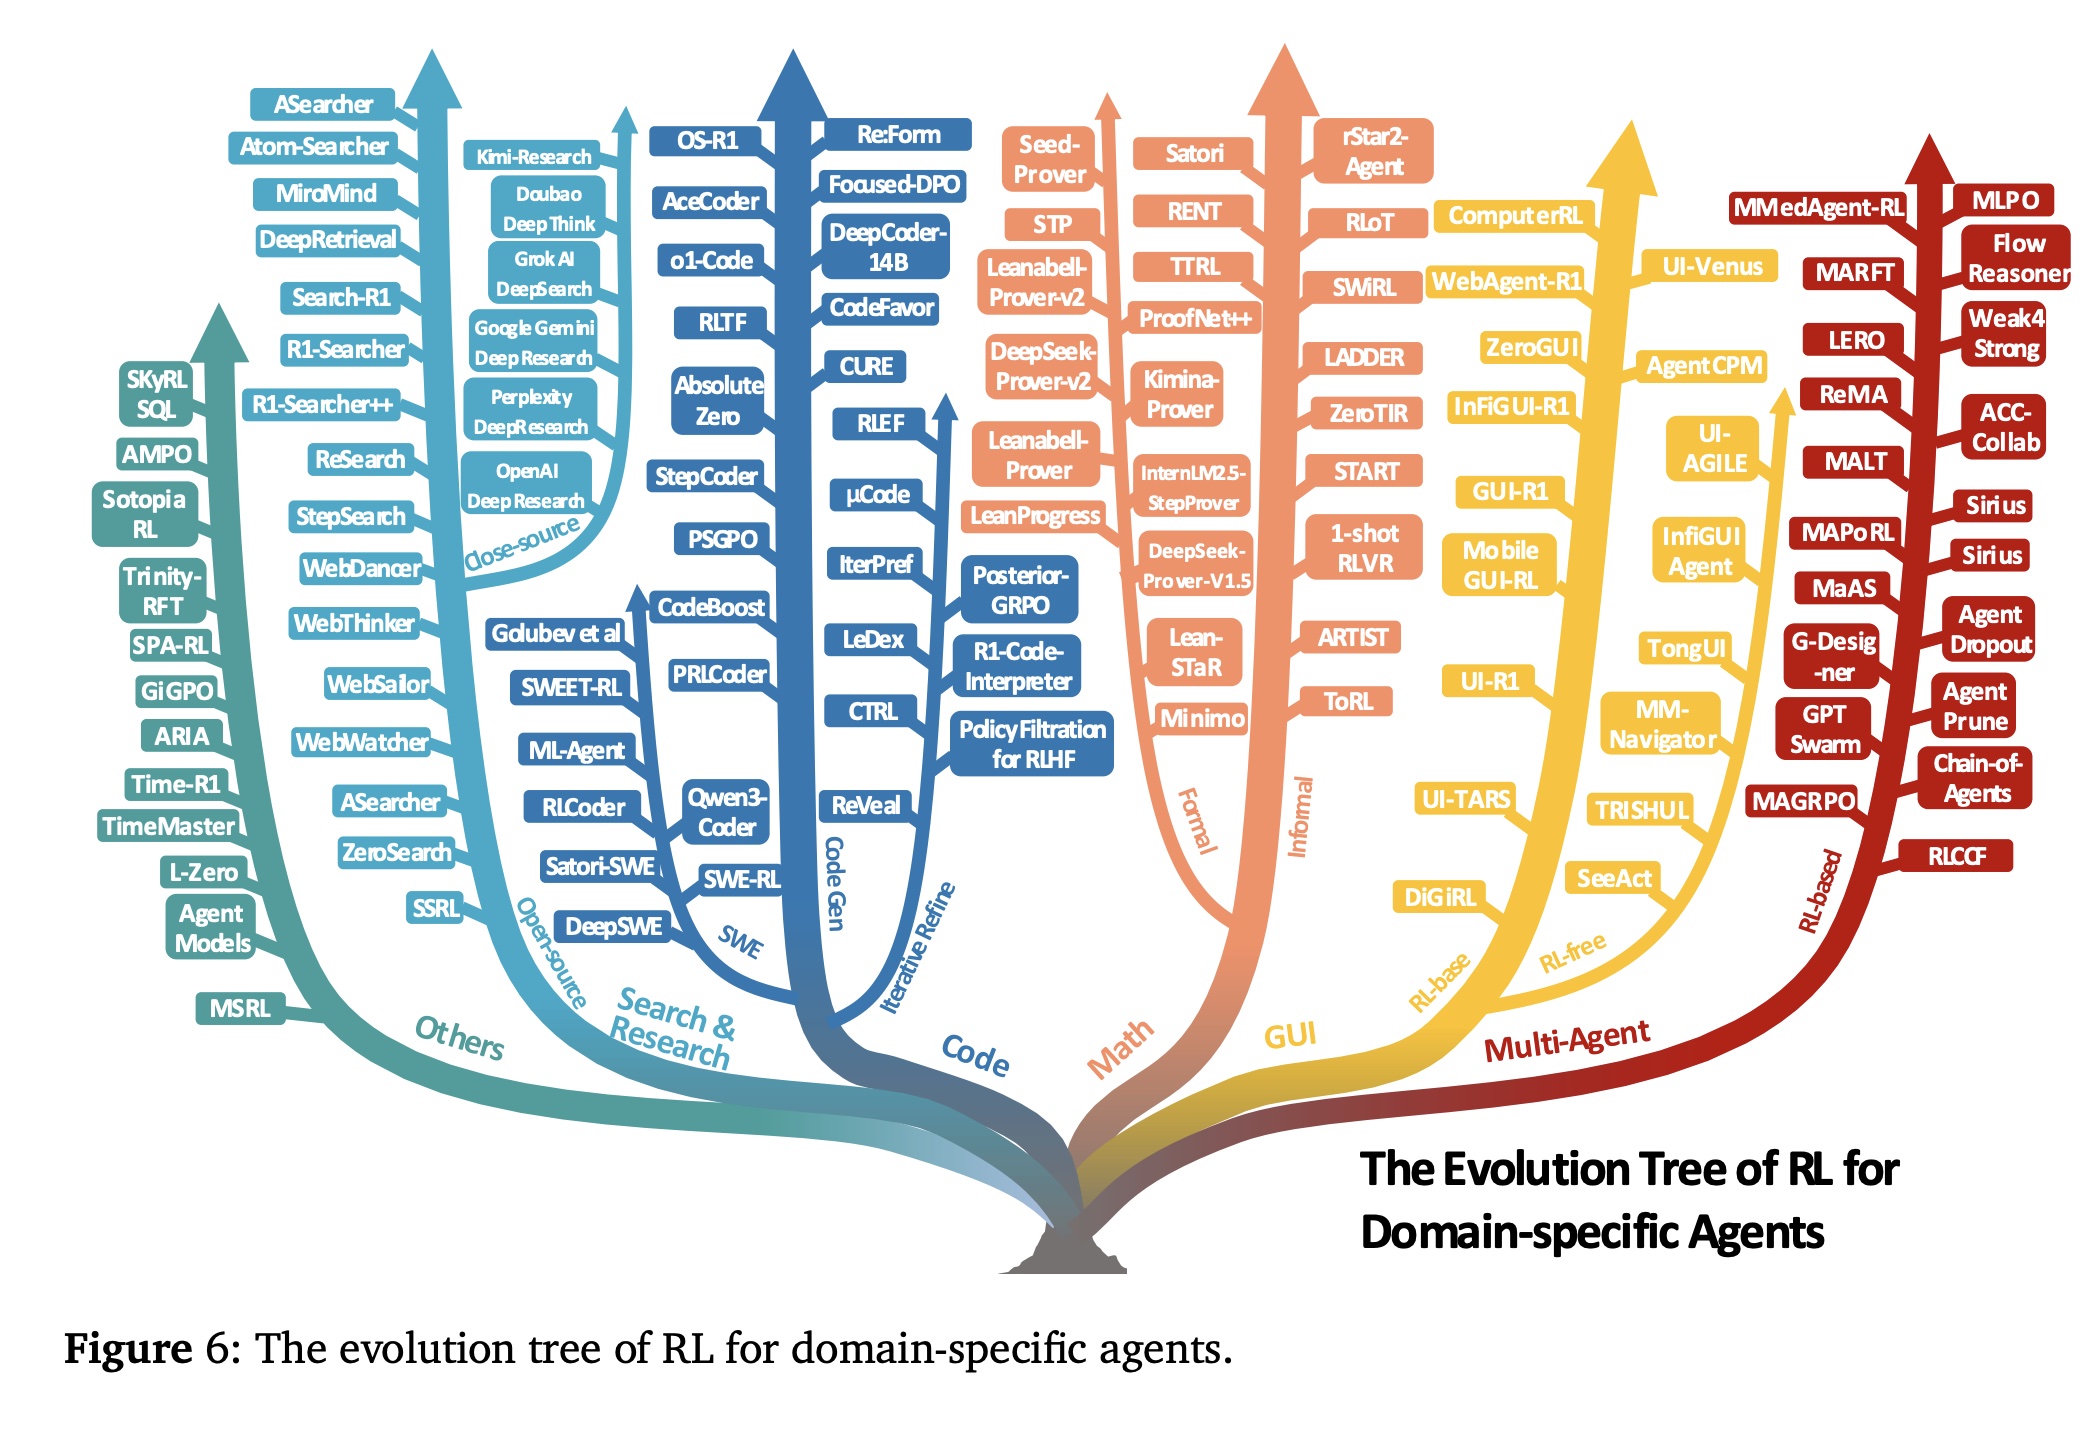 ASearcher
Atom-Searcher
MiroMind
DeepRetrieval
Search-R1
R1-Searcher
R1-Searcher++
ReSearch
StepSearch
WebDancer
WebThinker
WebSailor
WebWatcher
ASearcher
ZeroSearch
SSRL
Open-source
Kimi-Research
Doubao
Deep Think
Grok AI
DeepSearch
Google Gemini
Deep Research
Perplexity
DeepResearch
OpenAI
Deep Research
Close-source
Search &
Research
SKyRL
SQL
AMPO
Sotopia
RL
Trinity-
RFT
SPA-RL
GiGPO
ARIA
Time-R1
TimeMaster
L-Zero
Agent
Models
MSRL
Others
OS-R1
AceCoder
o1-Code
RLTF
Absolute
Zero
StepCoder
PSGPO
CodeBoost
PRLCoder
Re:Form
Focused-DPO
DeepCoder-
14B
CodeFavor
CURE
Code Gen
Golubev et al
SWEET-RL
ML-Agent
RLCoder
Satori-SWE
DeepSWE
Qwen3-
Coder
SWE-RL
SWE
RLEF
μCode
IterPref
LeDex
CTRL
ReVeal
Posterior-
GRPO
R1-Code-
Interpreter
Policy Filtration
for RLHF
Iterative Refine
Code
Seed-
Prover
STP
Leanabell-
Prover-v2
DeepSeek-
Prover-v2
Leanabell-
Prover
LeanProgress
ProofNet++
Kimina-
Prover
InternLM2.5-
StepProver
DeepSeek-
Prover-V1.5
Lean-
STaR
Minimo
Formal
Satori
RENT
TTRL
rStar2-
Agent
RLoT
SWiRL
LADDER
ZeroTIR
START
1-shot
RLVR
ARTIST
ToRL
Informal
Math
ComputerRL
WebAgent-R1
ZeroGUI
InFiGUI-R1
GUI-R1
Mobile
GUI-RL
UI-R1
UI-TARS
DiGiRL
UI-Venus
AgentCPM
RL-base
UI-
AGILE
InfiGUI
Agent
TongUI
MM-
Navigator
TRISHUL
SeeAct
RL-free
GUI
MMedAgent-RL
MARFT
LERO
ReMA
MALT
MAPoRL
MaAS
G-Desig
-ner
GPT
Swarm
MAGRPO
MLPO
Flow
Reasoner
Weak4
Strong
ACC-
Collab
Sirius
Sirius
Agent
Dropout
Agent
Prune
Chain-of-
Agents
RLCCF
RL-based
Multi-Agent
The Evolution Tree of RL for
Domain-specific Agents
Figure 6: The evolution tree of RL for domain-specific agents.